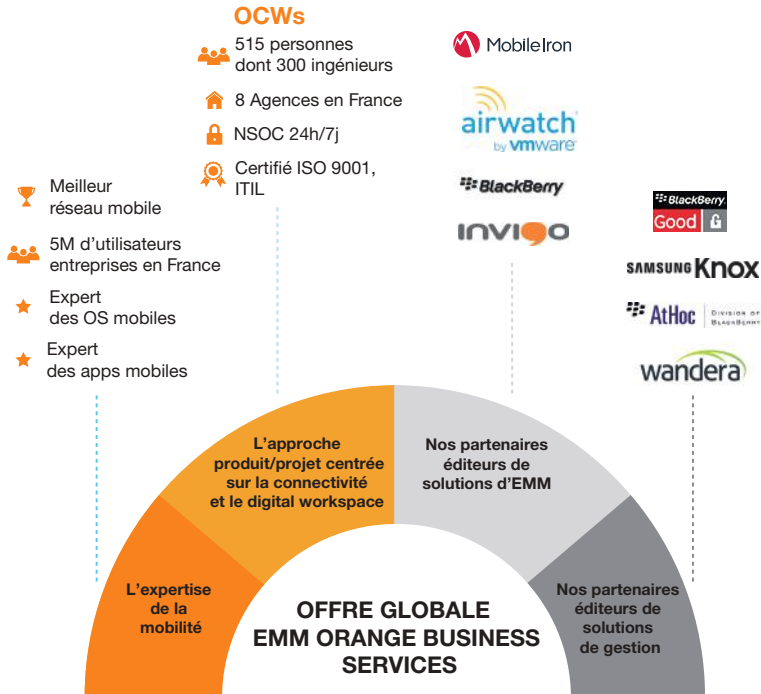 OCWs
515 personnes
dont 300 ingénieurs
8 Agences en France
NSOC 24h/7j
Certifié ISO 9001,
ITIL
Meilleur
réseau mobile
5M d'utilisateurs
entreprises en France
Expert
des OS mobiles
Expert
des apps mobiles
MobileIron
airwatch
by vmware
BlackBerry
INVIGO
BlackBerry
Good
SAMSUNG Knox
AtHoc
DIVISION OF
BLACKBERRY
wandera
L'expertise
de la
mobilité
L'approche
produit/projet centrée
sur la connectivité
et le digital workspace
Nos partenaires
éditeurs de
solutions d'EMM
Nos partenaires
éditeurs de
solutions
de gestion
OFFRE GLOBALE
EMM ORANGE BUSINESS
SERVICES